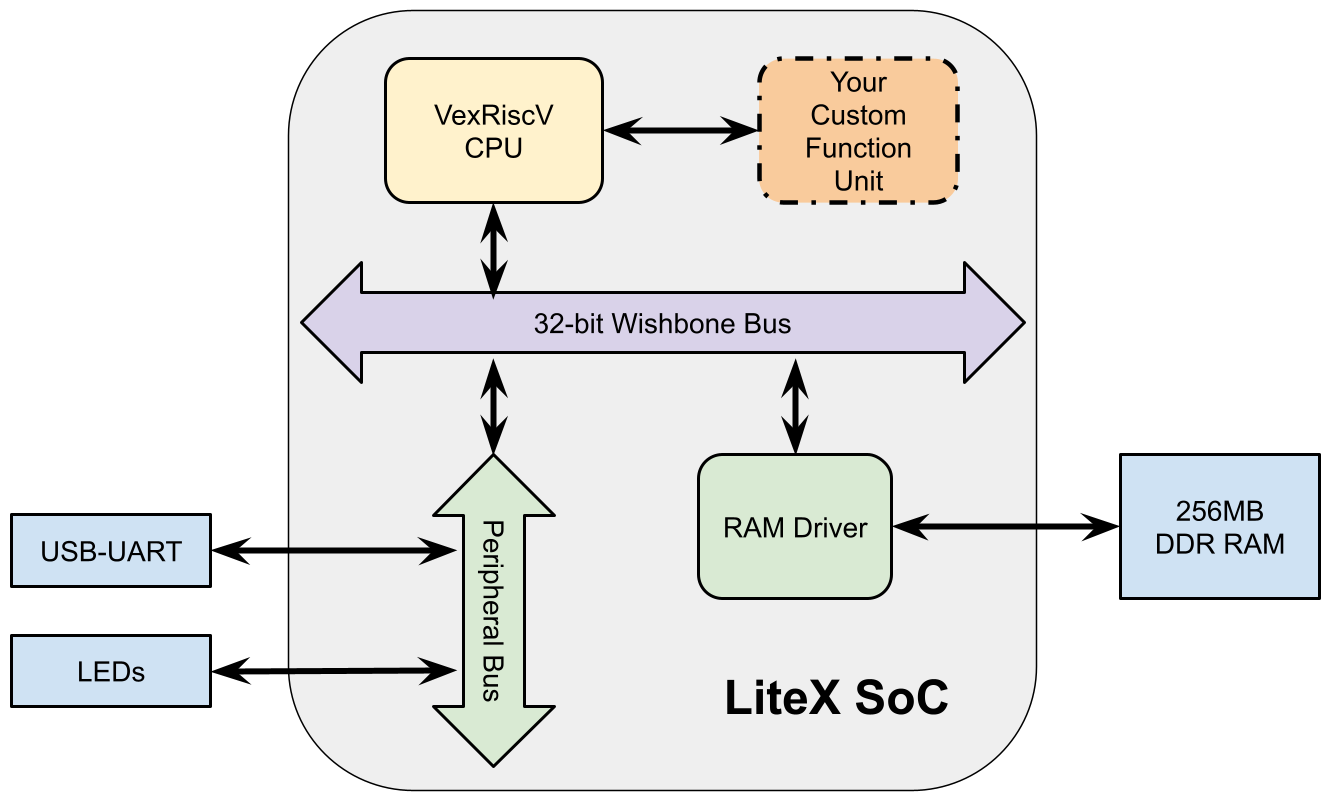 VexRiscV
CPU
Your
Custom
Function
Unit
32-bit Wishbone Bus
USB-UART
LEDs
Peripheral Bus
RAM Driver
256MB
DDR RAM
LiteX SoC